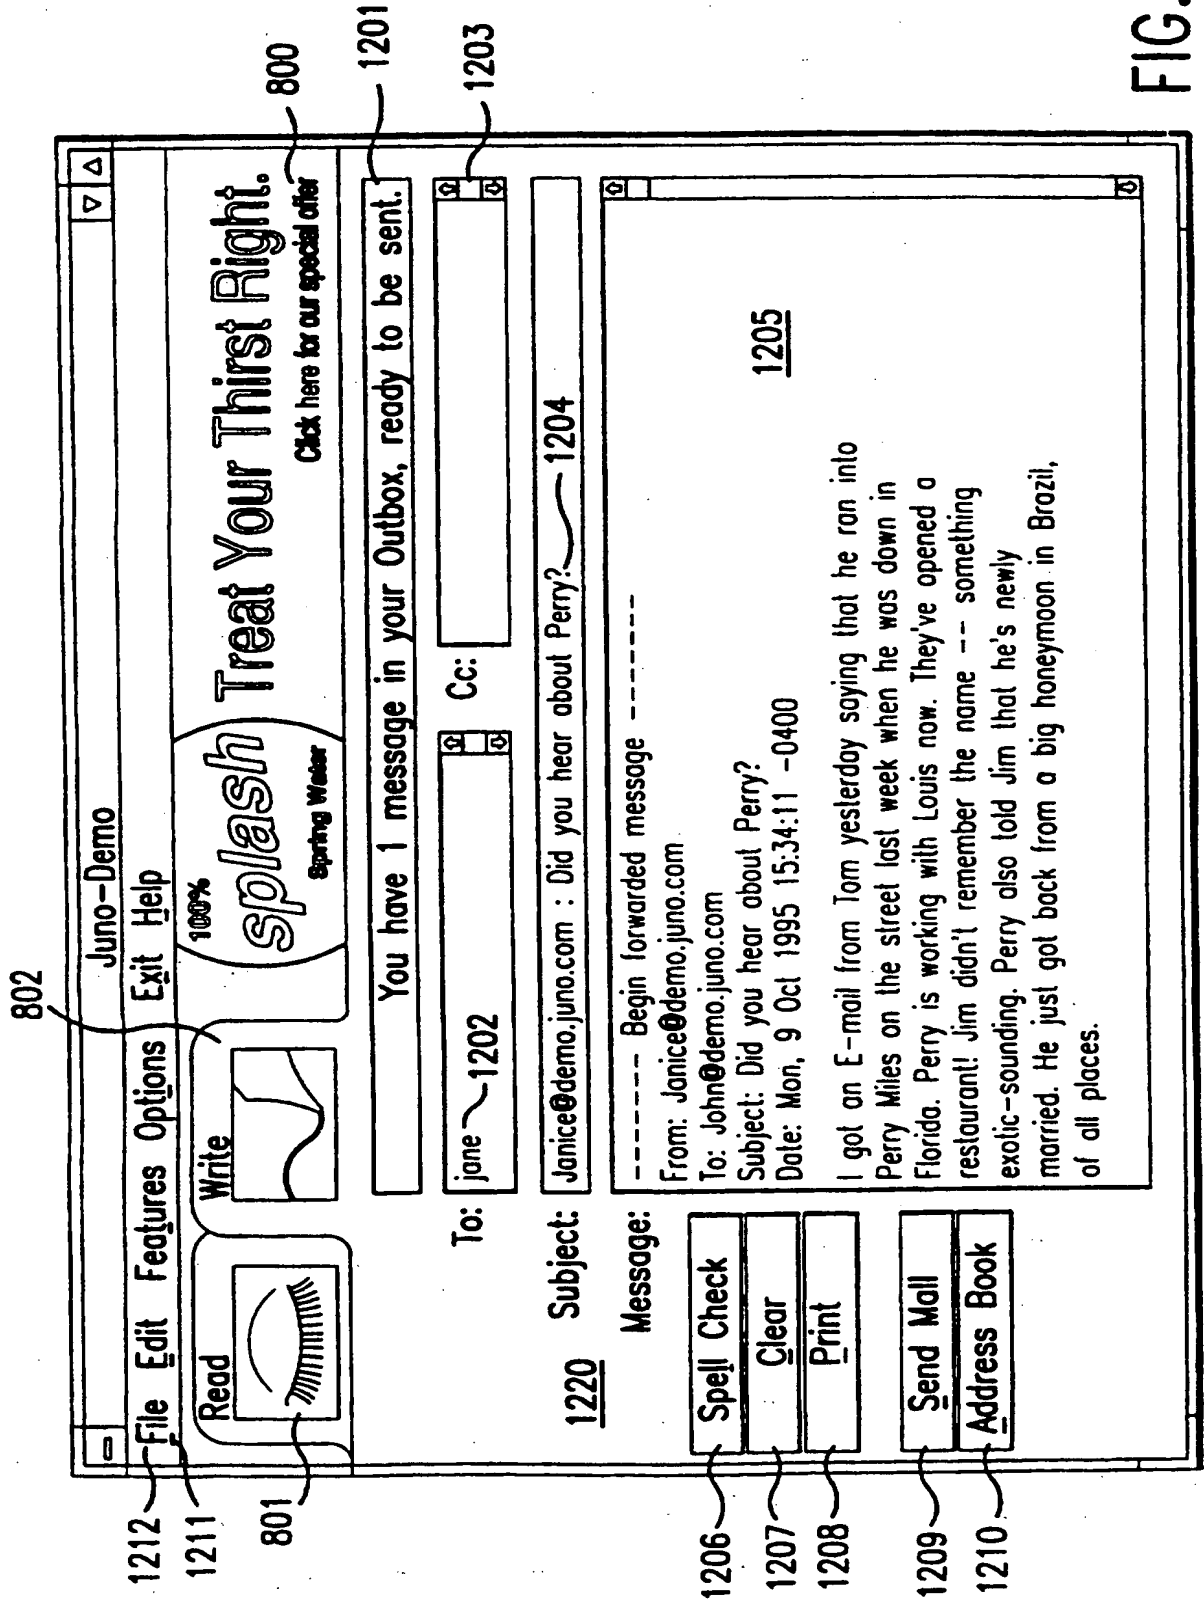 802
1212
1211
Juno-Demo
File Edit Features Options Exit Help
801
Read
Write
100%
splash
Spring Water
Treat Your Thirst Right.
Click here for our special offer
800
You have 1 message in your Outbox, ready to be sent.
1201
To: jane
1202
Cc:
1203
1220
Subject: Janice@demo.juno.com : Did you hear about Perry?
1204
Message:
------- Begin forwarded message -------
From: Janice@demo.juno.com
To: John@demo.juno.com
Subject: Did you hear about Perry?
Date: Mon, 9 Oct 1995 15:34:11 -0400
1205
I got an E-mail from Tom yesterday saying that he ran into
Perry Miles on the street last week when he was down in
Florida. Perry is working with Louis now. They've opened a
restaurant! Jim didn't remember the name -- something
exotic-sounding. Perry also told Jim that he's newly
married. He just got back from a big honeymoon in Brazil,
of all places.
1206
Spell Check
1207
Clear
1208
Print
1209
Send Mail
1210
Address Book
FIG.